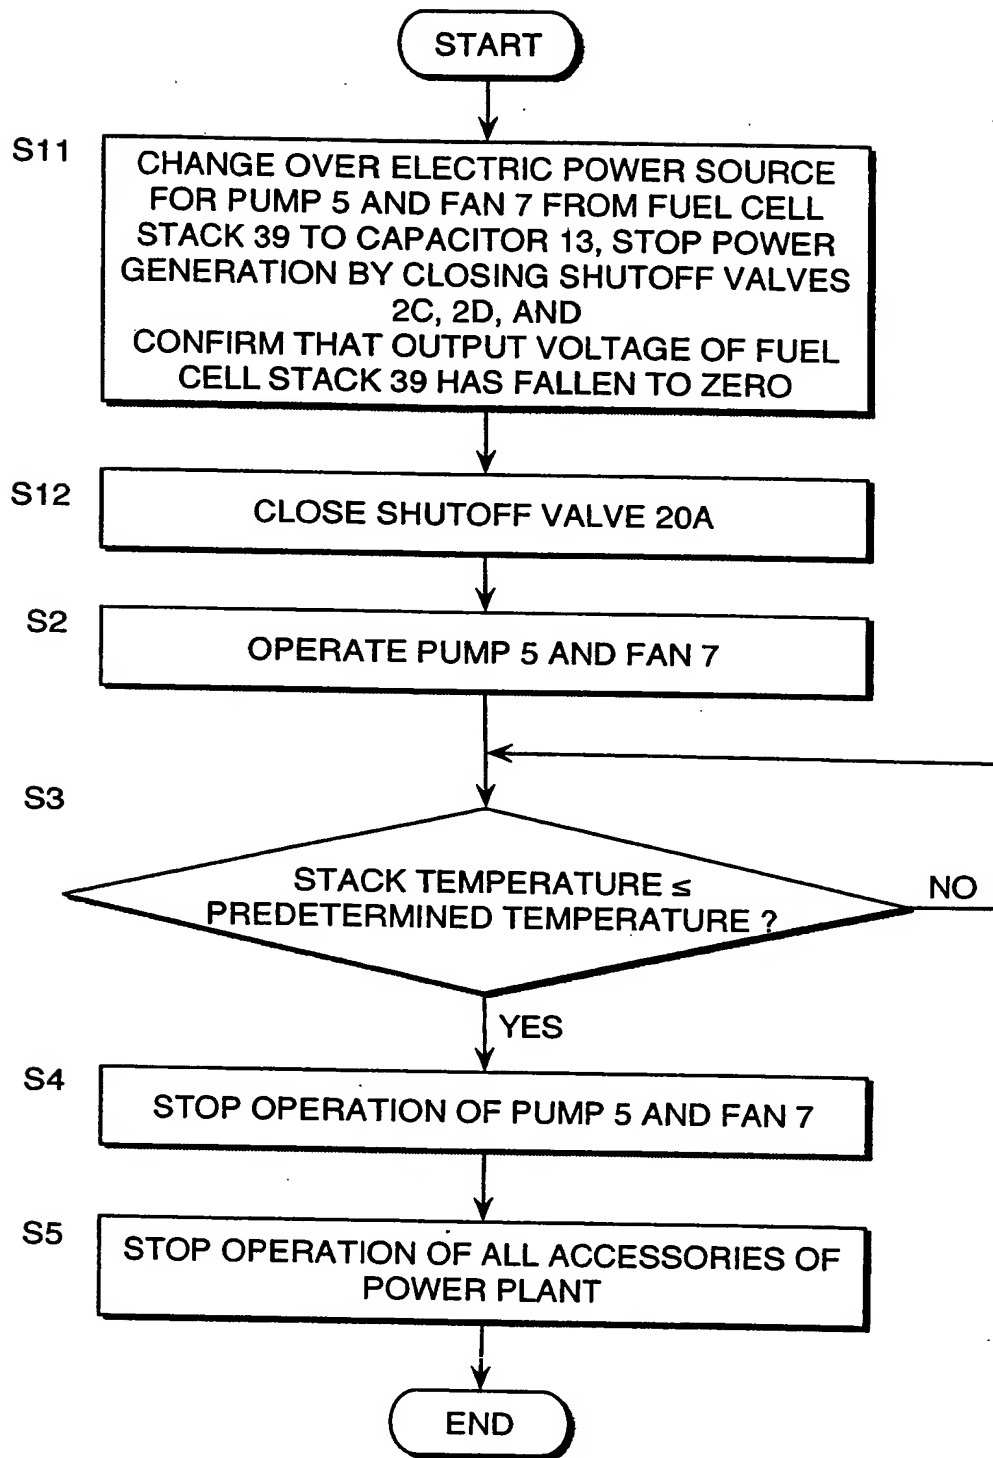 START
S11
CHANGE OVER ELECTRIC POWER SOURCE
FOR PUMP 5 AND FAN 7 FROM FUEL CELL
STACK 39 TO CAPACITOR 13, STOP POWER
GENERATION BY CLOSING SHUTOFF VALVES
2C, 2D, AND
CONFIRM THAT OUTPUT VOLTAGE OF FUEL
CELL STACK 39 HAS FALLEN TO ZERO
S12
CLOSE SHUTOFF VALVE 20A
S2
OPERATE PUMP 5 AND FAN 7
S3
STACK TEMPERATURE ≤
PREDETERMINED TEMPERATURE ?
NO
YES
S4
STOP OPERATION OF PUMP 5 AND FAN 7
S5
STOP OPERATION OF ALL ACCESSORIES OF
POWER PLANT
END